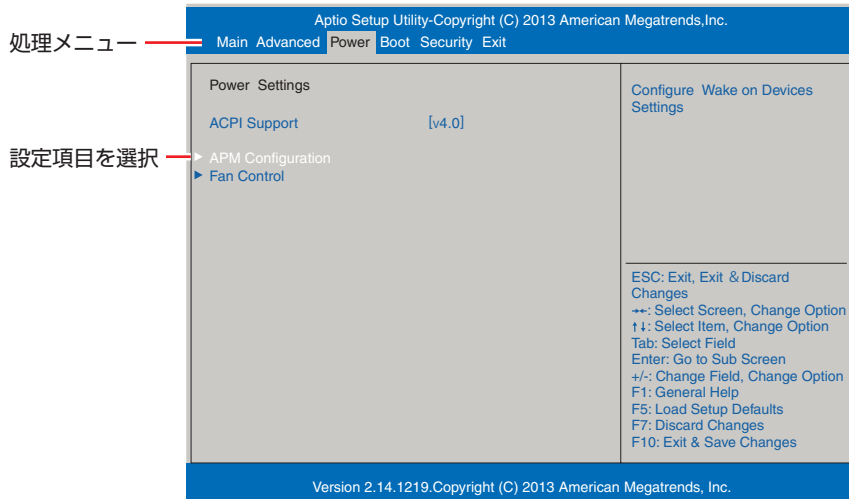 Aptio Setup Utility-Copyright (C) 2013 American Megatrends,Inc.
処理メニュー
Main Advanced Power Boot Security Exit
Power Settings
ACPI Support [v4.0]
設定項目を選択
▶ APM Configuration
▶ Fan Control
Configure Wake on Devices
Settings
ESC: Exit, Exit & Discard
Changes
→←: Select Screen, Change Option
↑↓: Select Item, Change Option
Tab: Select Field
Enter: Go to Sub Screen
+/-: Change Field, Change Option
F1: General Help
F5: Load Setup Defaults
F7: Discard Changes
F10: Exit & Save Changes
Version 2.14.1219.Copyright (C) 2013 American Megatrends, Inc.